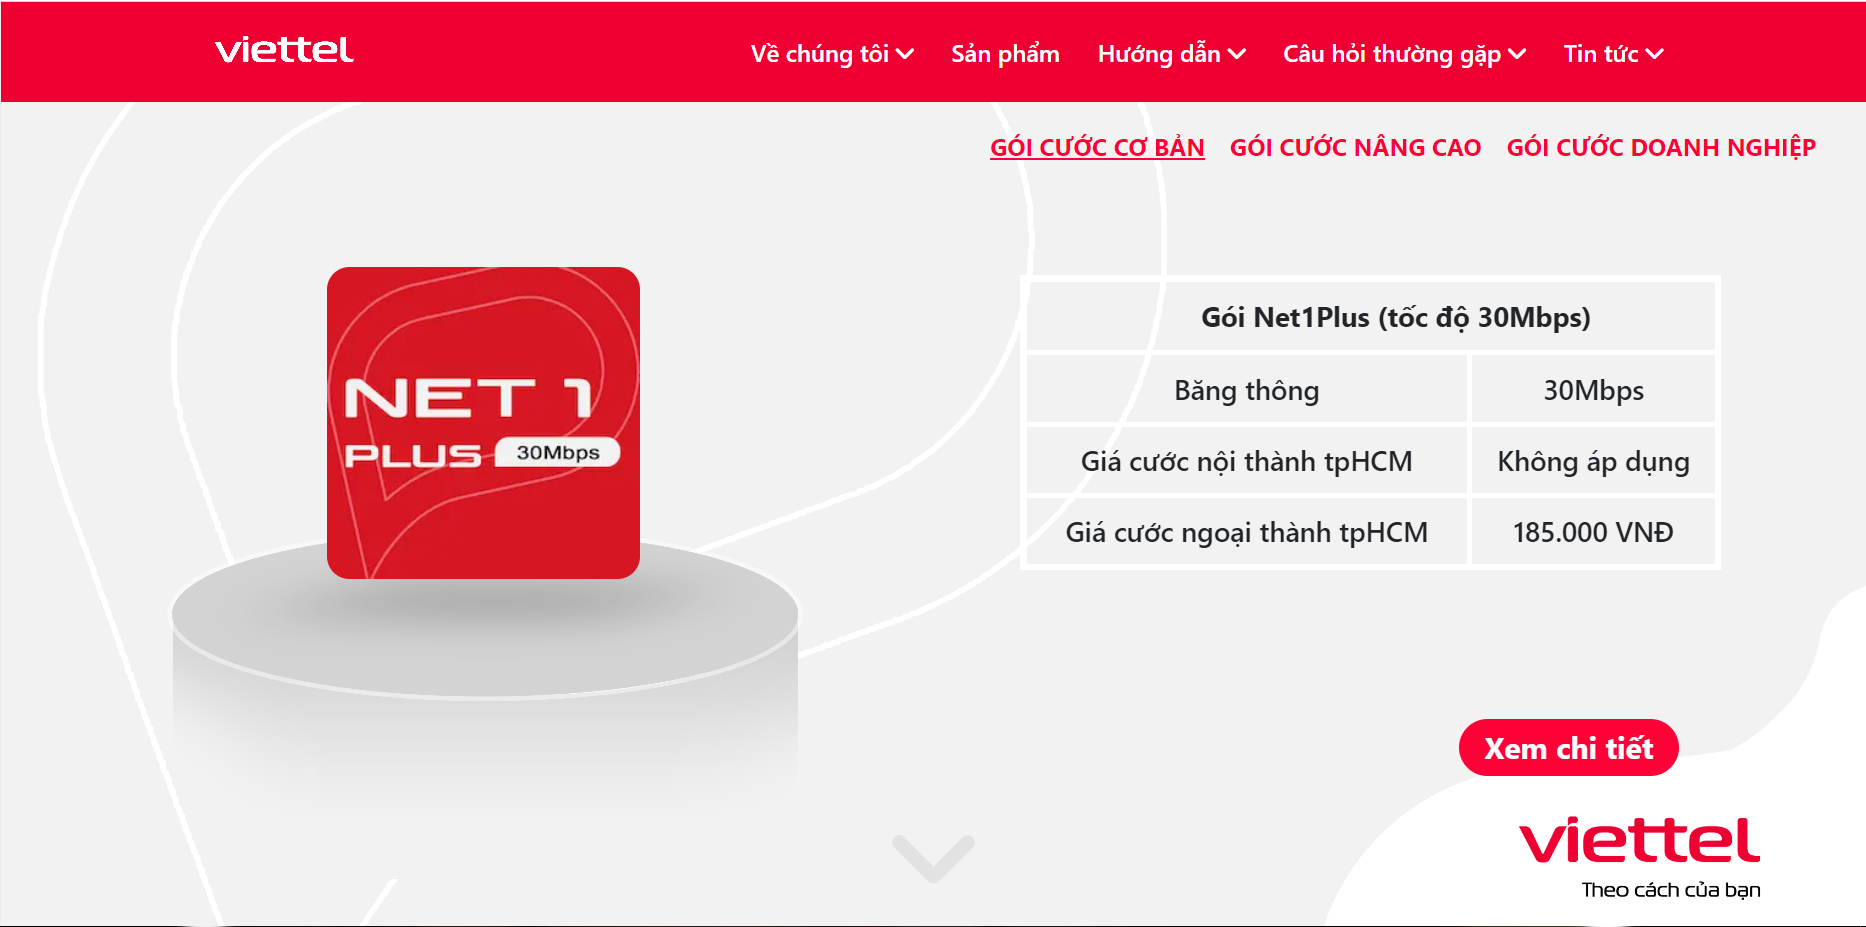 viettel
Về chúng tôi Sản phẩm Hướng dẫn Câu hỏi thường gặp Tin tức
GÓI CƯỚC CƠ BẢN GÓI CƯỚC NÂNG CAO GÓI CƯỚC DOANH NGHIỆP
NET 1
PLUS 30Mbps
Gói Net1Plus (tốc độ 30Mbps)
Băng thông 30Mbps
Giá cước nội thành tpHCM Không áp dụng
Giá cước ngoại thành tpHCM 185.000 VNĐ
Xem chi tiết
viettel
Theo cách của bạn